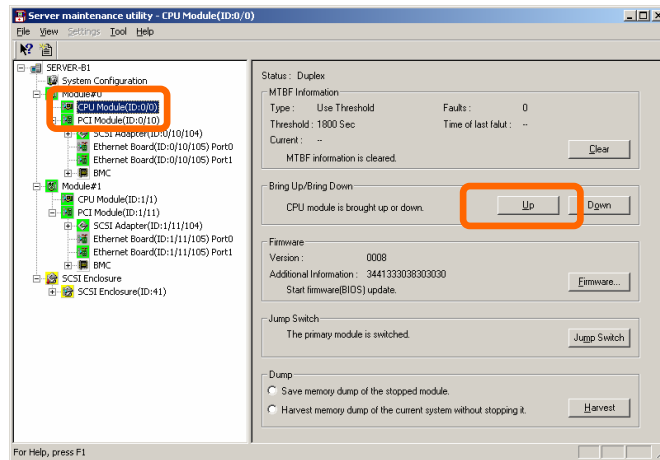 Server maintenance utility - CPU Module(ID:0/0)
File View Settings Tool Help
SERVER-B1
System Configuration
Module#0
CPU Module(ID:0/0)
PCI Module(ID:0/10)
SCSI Adapter(ID:0/10/104)
Ethernet Board(ID:0/10/105) Port0
Ethernet Board(ID:0/10/105) Port1
BMC
Module#1
CPU Module(ID:1/1)
PCI Module(ID:1/11)
SCSI Adapter(ID:1/11/104)
Ethernet Board(ID:1/11/105) Port0
Ethernet Board(ID:1/11/105) Port1
BMC
SCSI Enclosure
SCSI Enclosure(ID:41)
Status : Duplex
MTBF Information
Type : Use Threshold Faults : 0
Threshold : 1800 Sec Time of last falut : --
Current : --
MTBF information is cleared.
Clear
Bring Up/Bring Down
CPU module is brought up or down.
Up
Down
Firmware
Version : 0008
Additional Information : 3441333038303030
Start firmware(BIOS) update.
Firmware...
Jump Switch
The primary module is switched.
Jump Switch
Dump
Save memory dump of the stopped module.
Harvest memory dump of the current system without stopping it.
Harvest
For Help, press F1